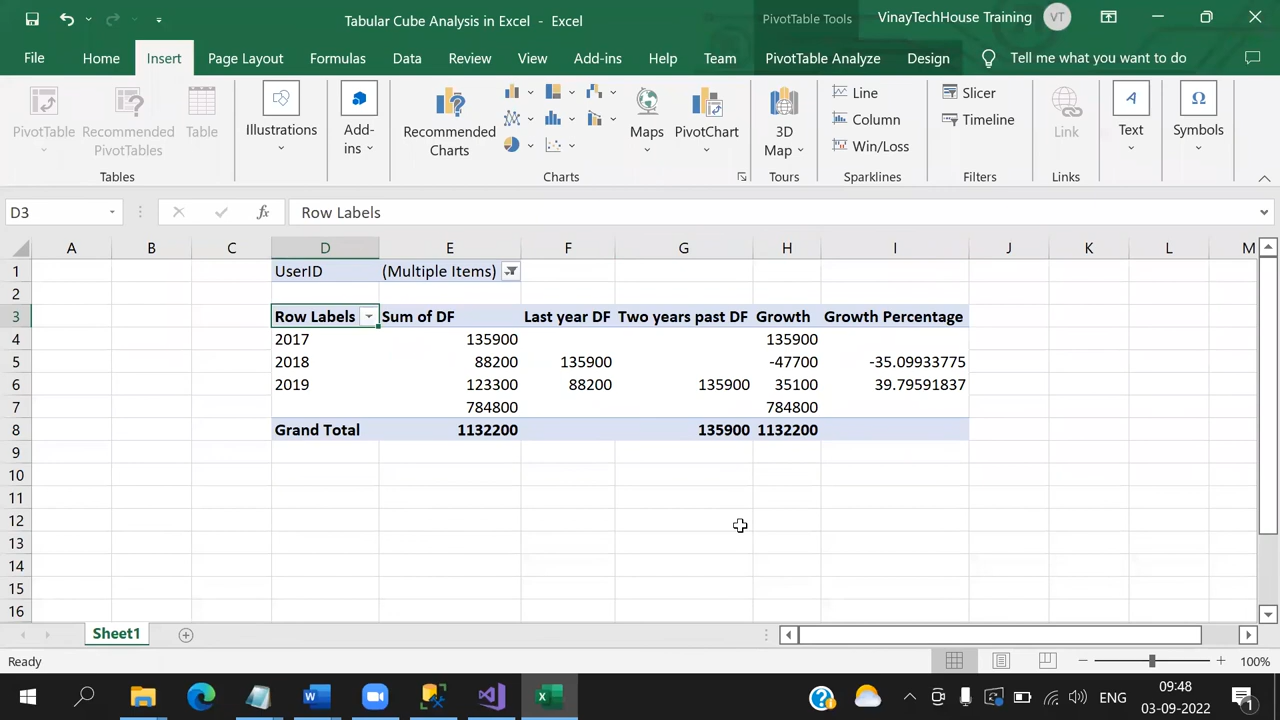 Tabular Cube Analysis in Excel - Excel
PivotTable Tools
VinayTechHouse Training
VT
File Home Insert Page Layout Formulas Data Review View Add-ins Help Team PivotTable Analyze Design Tell me what you want to do
PivotTable
Recommended PivotTables
Table
Tables
Illustrations
Add-ins
Recommended Charts
Maps
PivotChart
Charts
3D Map
Tours
Line
Column
Win/Loss
Sparklines
Slicer
Timeline
Filters
Link
Links
Text
Symbols
D3 fx Row Labels
A B C D E F G H I J K L M
1 UserID (Multiple Items)
2
3 Row Labels Sum of DF Last year DF Two years past DF Growth Growth Percentage
4 2017 135900 135900
5 2018 88200 135900 -47700 -35.09933775
6 2019 123300 88200 135900 35100 39.79591837
7 784800 784800
8 Grand Total 1132200 135900 1132200
9
10
11
12
13
14
15
16
Sheet1
Ready 100%
ENG
09:48
03-09-2022
1